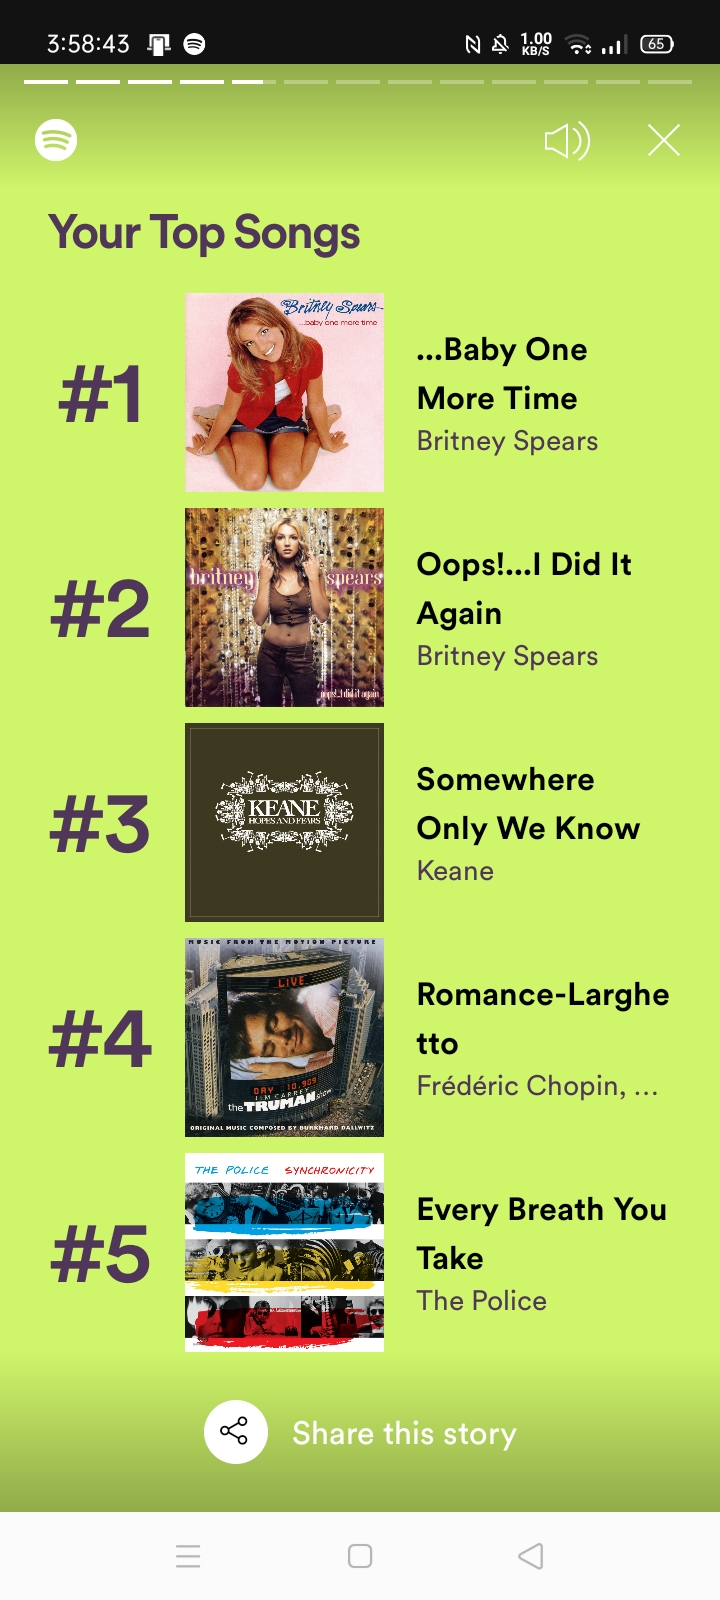 3:58:43
1.00
KB/S
65
Your Top Songs
#1
Britney Spears
...baby one more time
...Baby One
More Time
Britney Spears
#2
britney spears
oops!...i did it again
Oops!...I Did It
Again
Britney Spears
#3
KEANE
HOPES AND FEARS
Somewhere
Only We Know
Keane
#4
MUSIC FROM THE MOTION PICTURE
LIVE
DAY 10,909
JIM CARREY
the TRUMAN show
ORIGINAL MUSIC COMPOSED BY BURKHARD DALLWITZ
Romance-Larghe
tto
Frédéric Chopin, ...
#5
THE POLICE SYNCHRONICITY
Every Breath You
Take
The Police
Share this story